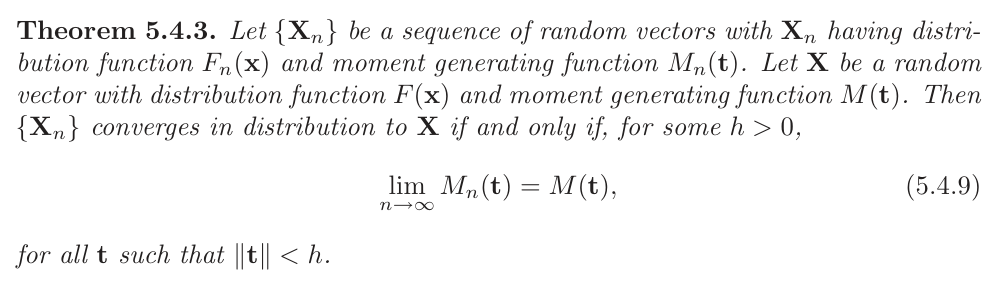 Theorem 5.4.3. Let {Xₙ} be a sequence of random vectors with Xₙ having distri-
bution function Fₙ(x) and moment generating function Mₙ(t). Let X be a random
vector with distribution function F(x) and moment generating function M(t). Then
{Xₙ} converges in distribution to X if and only if, for some h > 0,
lim n→∞ Mₙ(t) = M(t), (5.4.9)
for all t such that ‖t‖ < h.